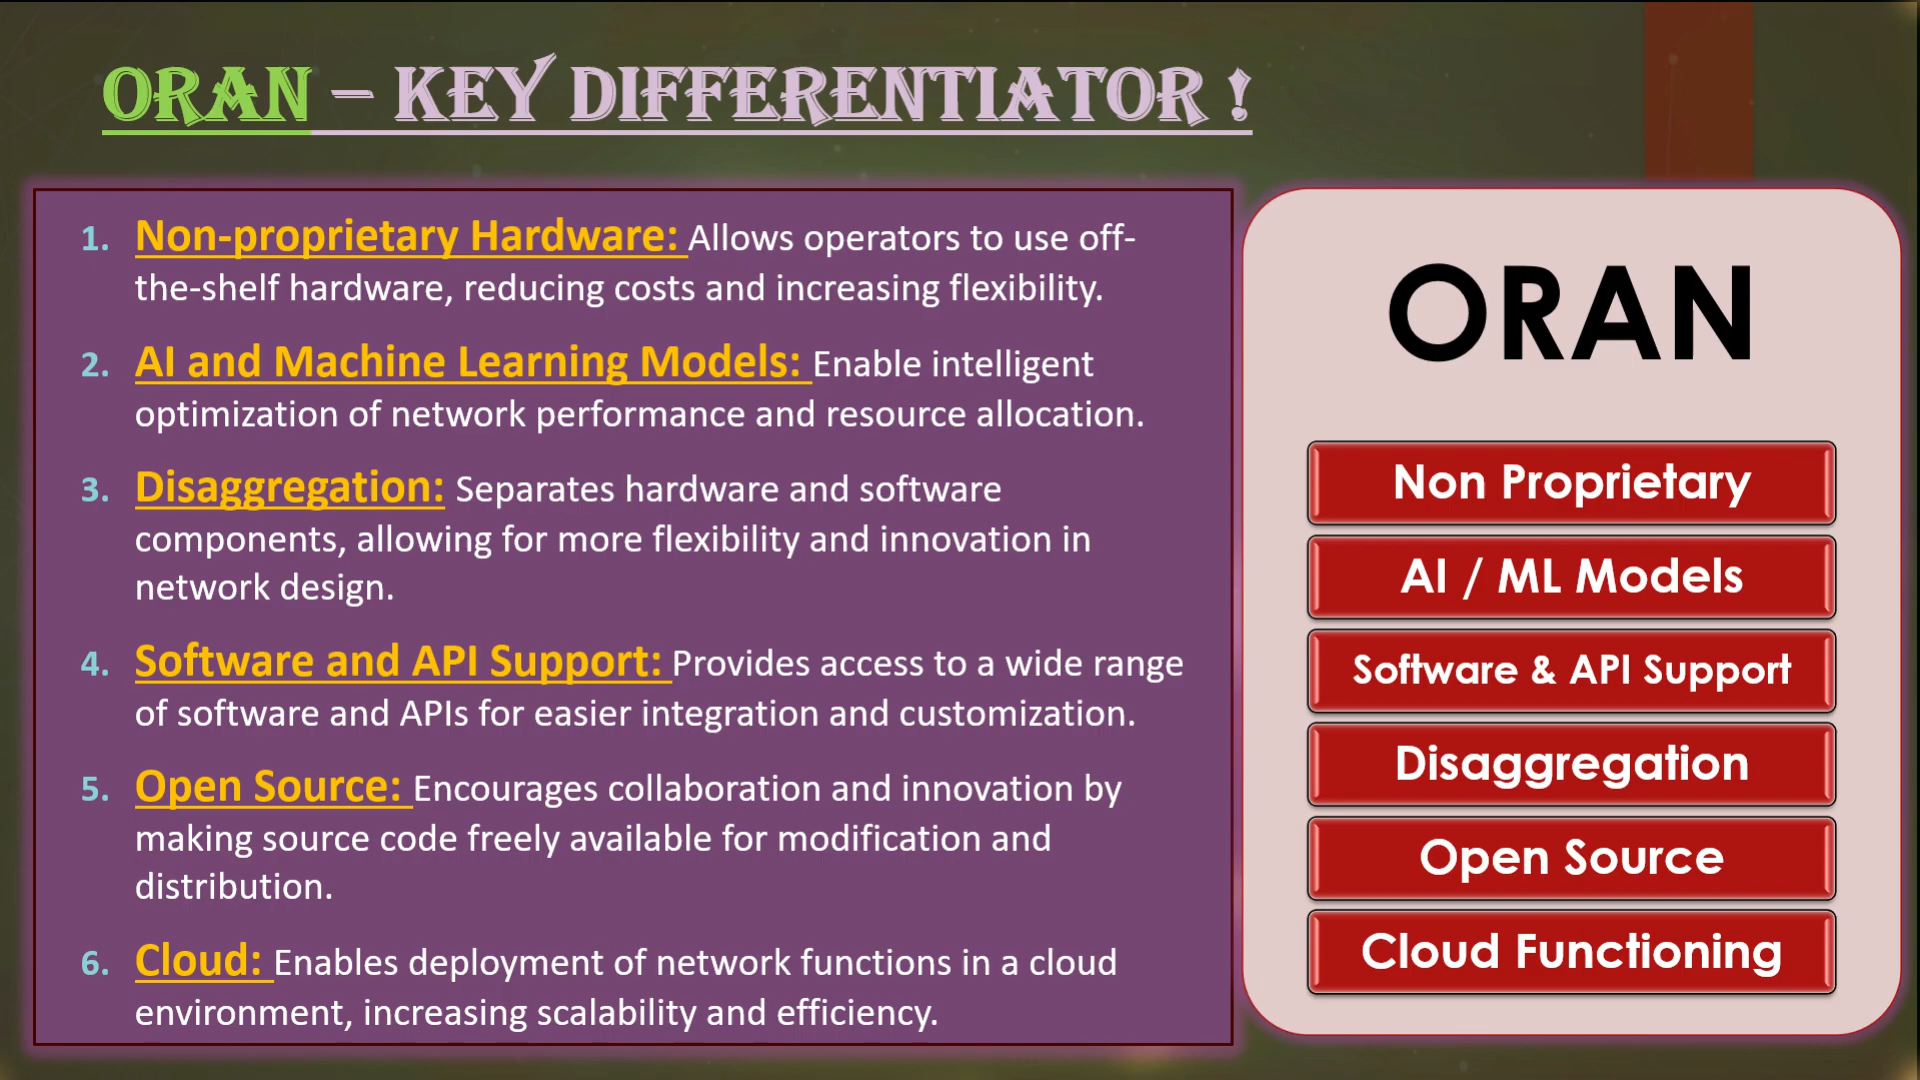 ORAN – KEY DIFFERENTIATOR !
1. Non-proprietary Hardware: Allows operators to use off-
the-shelf hardware, reducing costs and increasing flexibility.
2. AI and Machine Learning Models: Enable intelligent
optimization of network performance and resource allocation.
3. Disaggregation: Separates hardware and software
components, allowing for more flexibility and innovation in
network design.
4. Software and API Support: Provides access to a wide range
of software and APIs for easier integration and customization.
5. Open Source: Encourages collaboration and innovation by
making source code freely available for modification and
distribution.
6. Cloud: Enables deployment of network functions in a cloud
environment, increasing scalability and efficiency.
ORAN
Non Proprietary
AI / ML Models
Software & API Support
Disaggregation
Open Source
Cloud Functioning